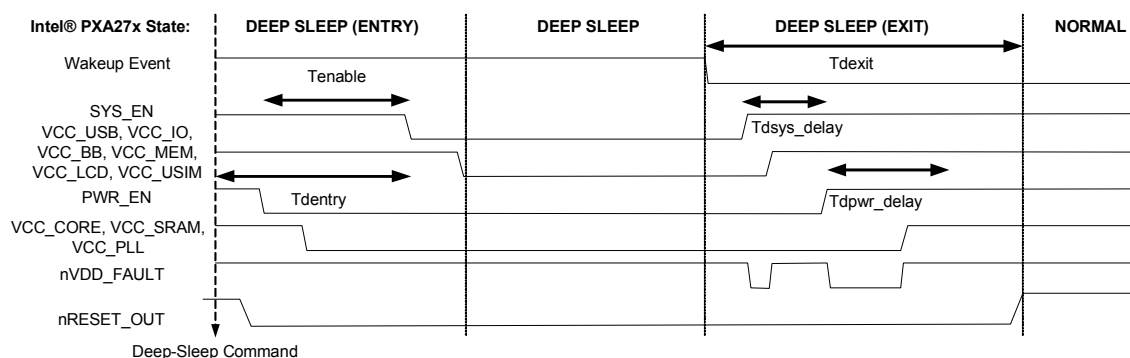 Intel® PXA27x State: DEEP SLEEP (ENTRY) DEEP SLEEP DEEP SLEEP (EXIT) NORMAL
Wakeup Event
Tdexit
Tenable
SYS_EN
VCC_USB, VCC_IO,
Tdsys_delay
VCC_BB, VCC_MEM,
VCC_LCD, VCC_USIM
PWR_EN
Tdentry
Tdpwr_delay
VCC_CORE, VCC_SRAM,
VCC_PLL
nVDD_FAULT
nRESET_OUT
Deep-Sleep Command